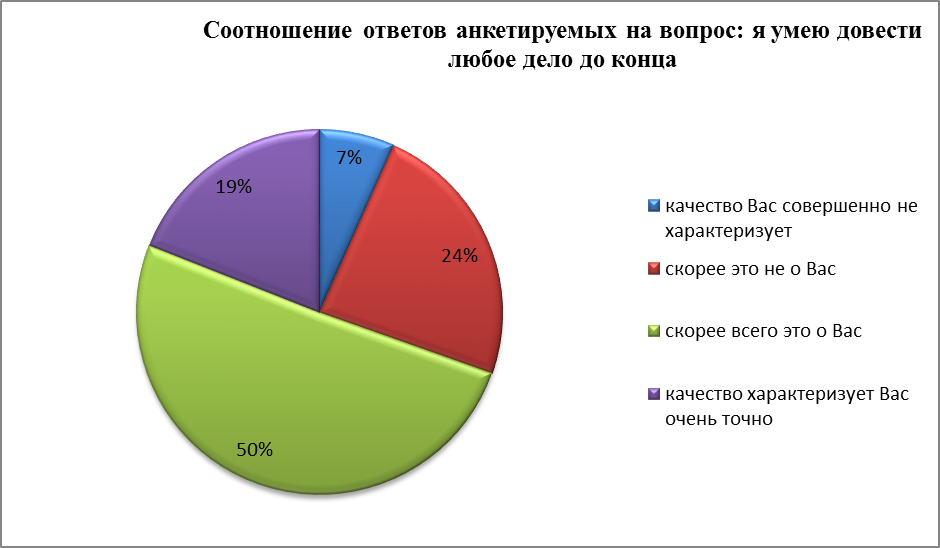 Соотношение ответов анкетируемых на вопрос: я умею довести
любое дело до конца
7%
24%
50%
19%
качество Вас совершенно не
характеризует
скорее это не о Вас
скорее всего это о Вас
качество характеризует Вас
очень точно